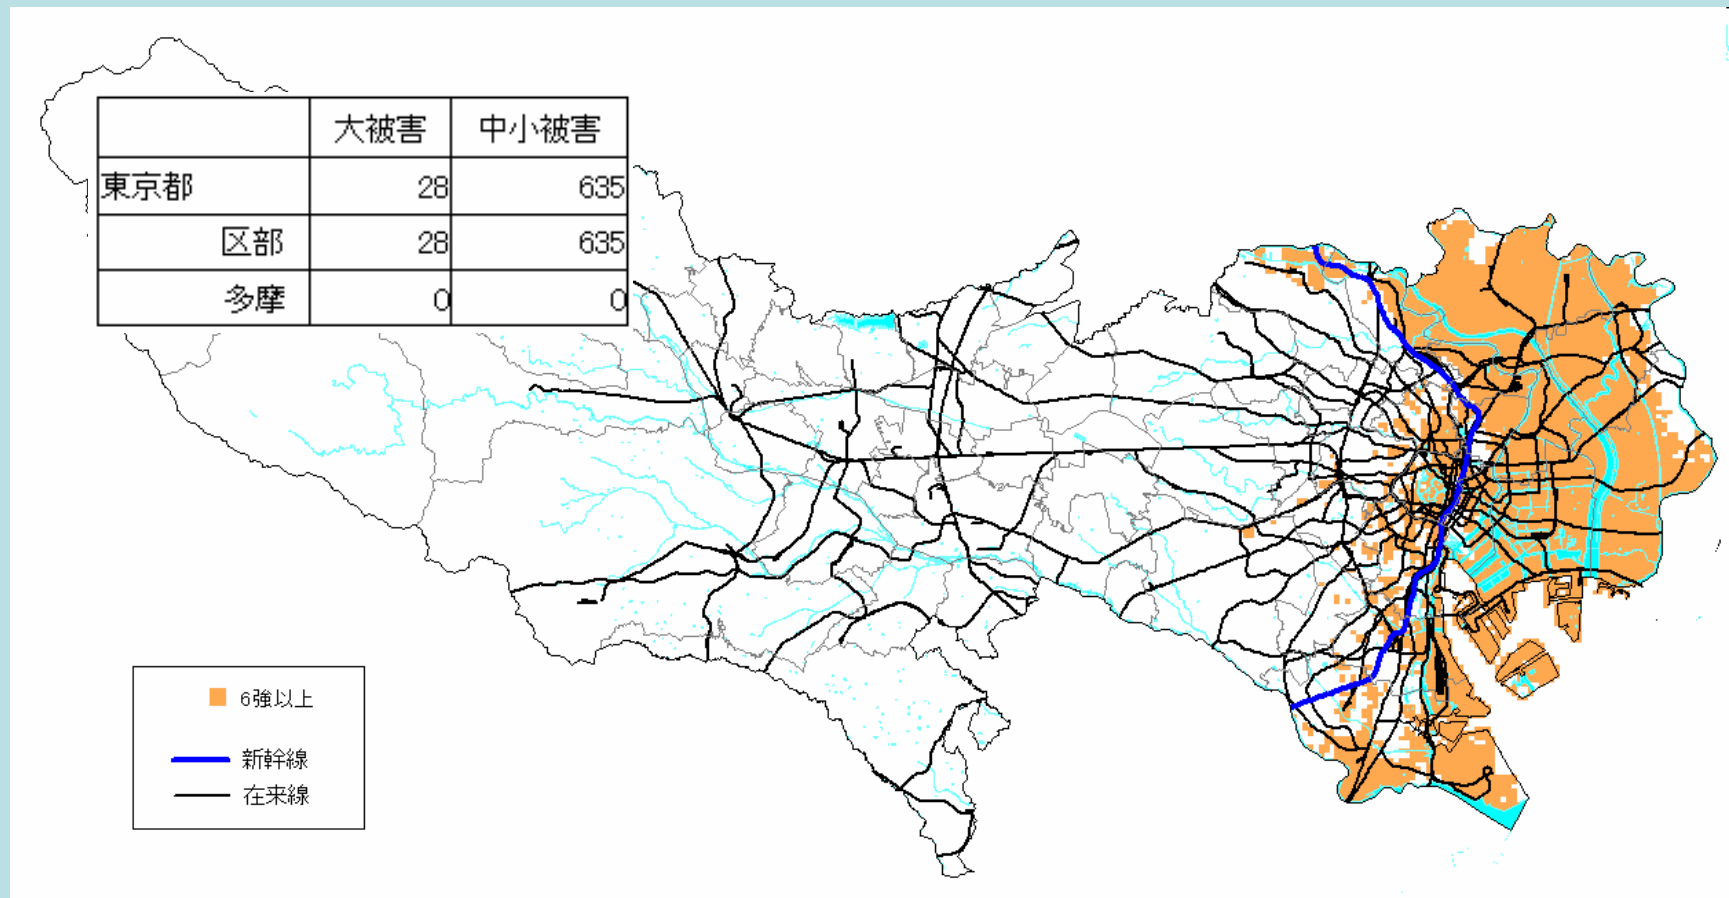 大被害 中小被害
東京都 28 635
区部 28 635
多摩 0 0
6強以上
新幹線
在来線